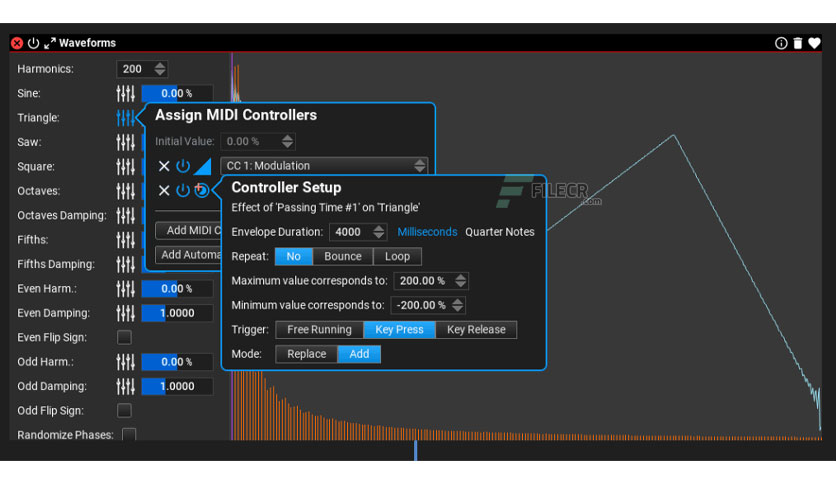 Waveforms
Harmonics: 200
Sine: 0.00 %
Triangle:
Assign MIDI Controllers
Saw:
Initial Value: 0.00 %
Square:
CC 1: Modulation
Octaves:
Controller Setup
FILECR
.com
Effect of 'Passing Time #1' on 'Triangle'
Octaves Damping:
Add MIDI C
Envelope Duration: 4000 Milliseconds Quarter Notes
Fifths:
Add Automa
Repeat: No Bounce Loop
Fifths Damping:
Maximum value corresponds to: 200.00 %
Even Harm.: 0.00 %
Minimum value corresponds to: -200.00 %
Even Damping: 1.0000
Trigger: Free Running Key Press Key Release
Even Flip Sign:
Mode: Replace Add
Odd Harm.: 0.00 %
Odd Damping: 1.0000
Odd Flip Sign:
Randomize Phases: